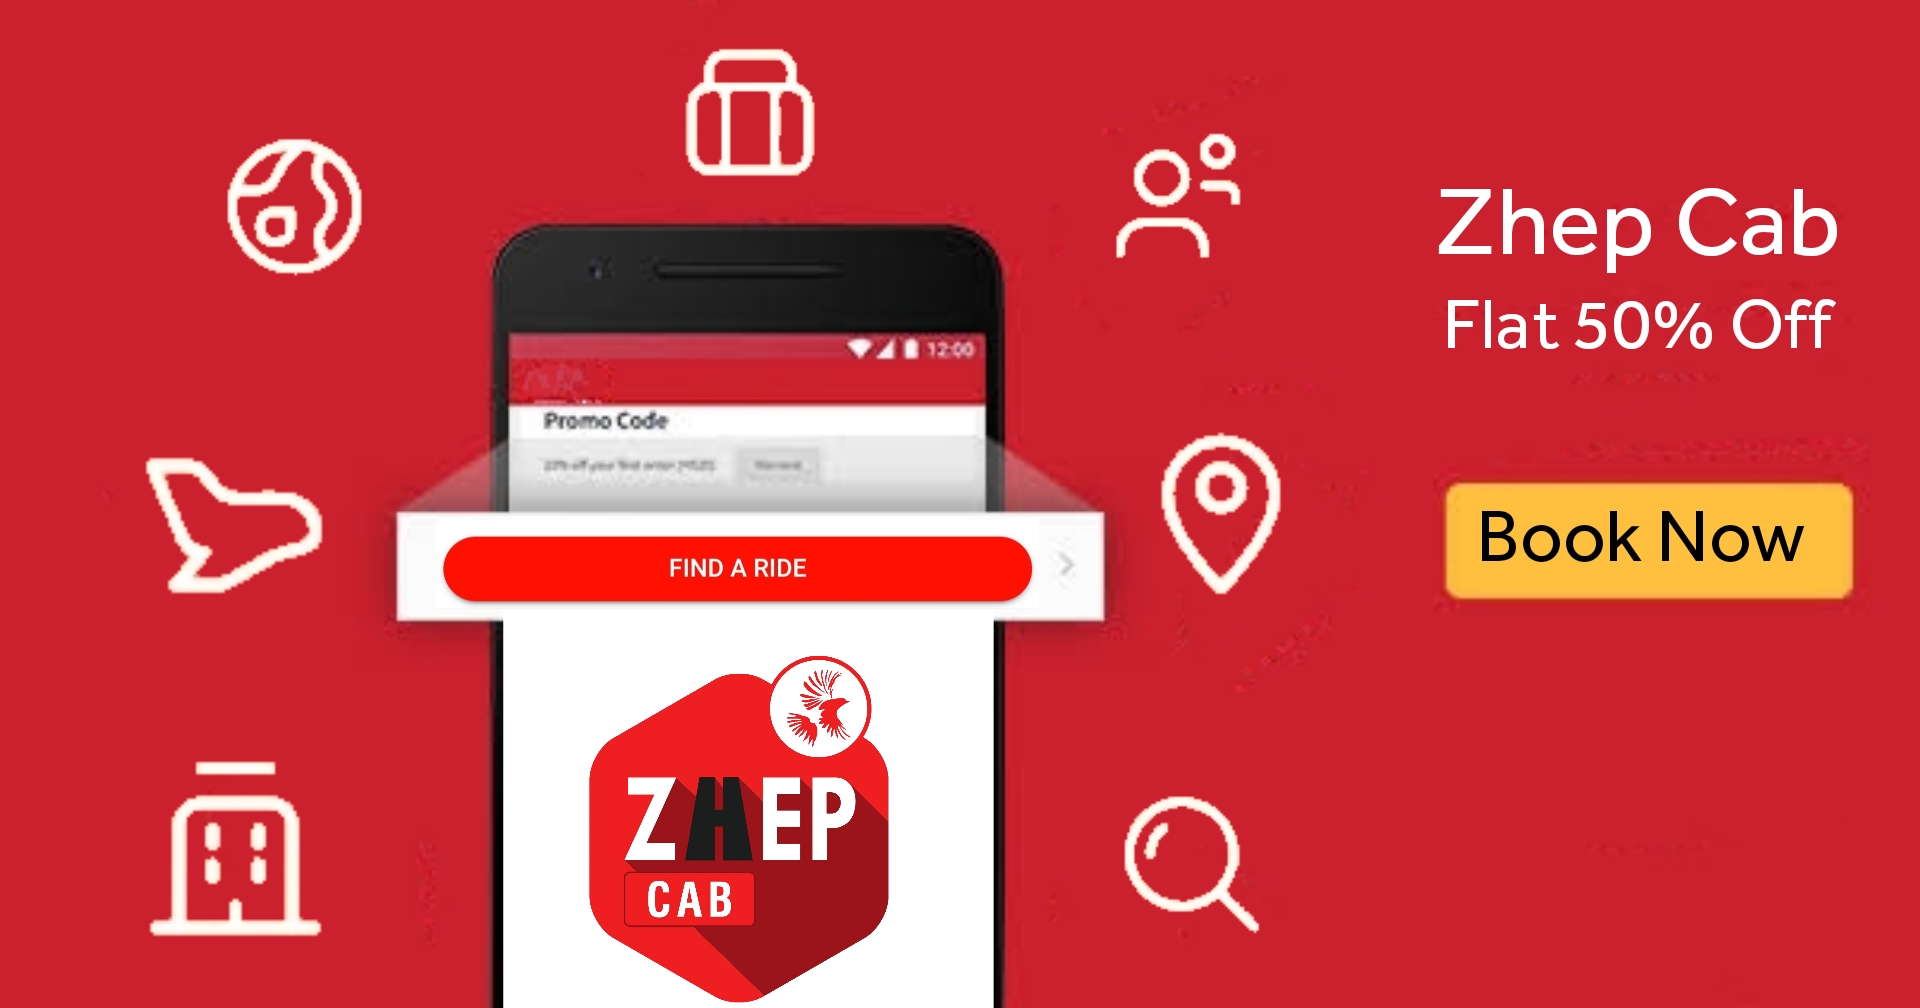 Zhep Cab
Flat 50% Off
Book Now
12:00
Promo Code
FIND A RIDE
ZHEP
CAB